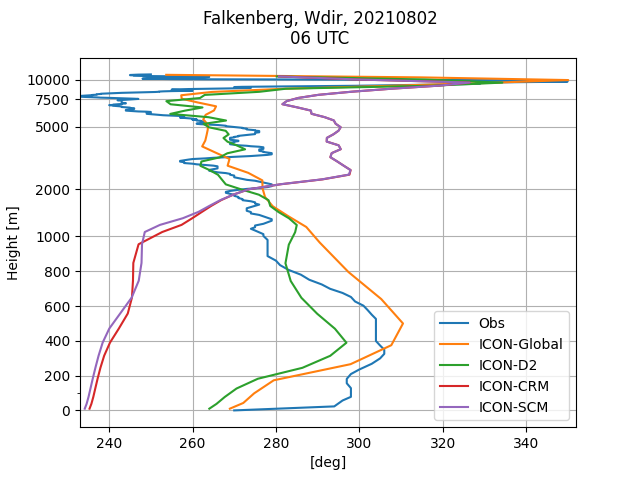 Falkenberg, Wdir, 20210802
06 UTC
Height [m]
10000
7500
5000
2000
1000
800
600
400
200
0
240
260
280
300
320
340
[deg]
Obs
ICON-Global
ICON-D2
ICON-CRM
ICON-SCM